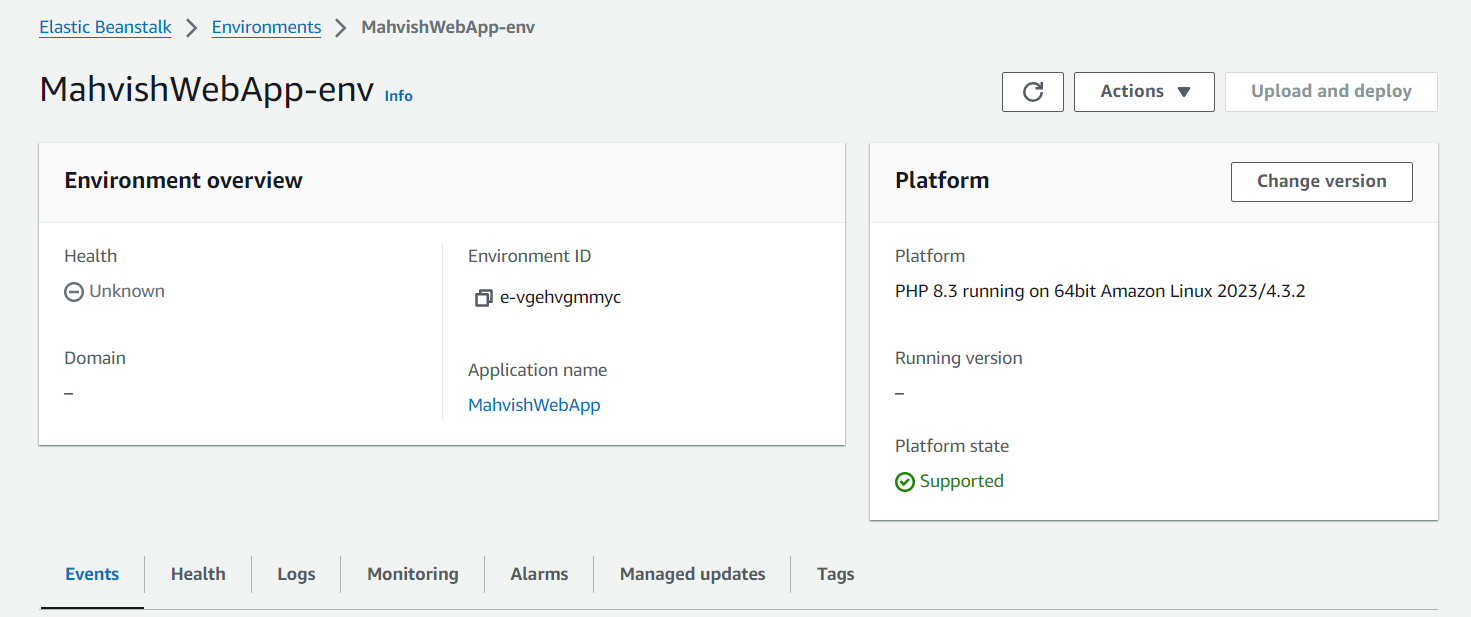 Elastic Beanstalk > Environments > MahvishWebApp-env
MahvishWebApp-env Info
Actions ▼ Upload and deploy
Environment overview
Health
Unknown
Domain
–
Environment ID
e-vgehvgmmyc
Application name
MahvishWebApp
Platform
Change version
Platform
PHP 8.3 running on 64bit Amazon Linux 2023/4.3.2
Running version
–
Platform state
Supported
Events Health Logs Monitoring Alarms Managed updates Tags